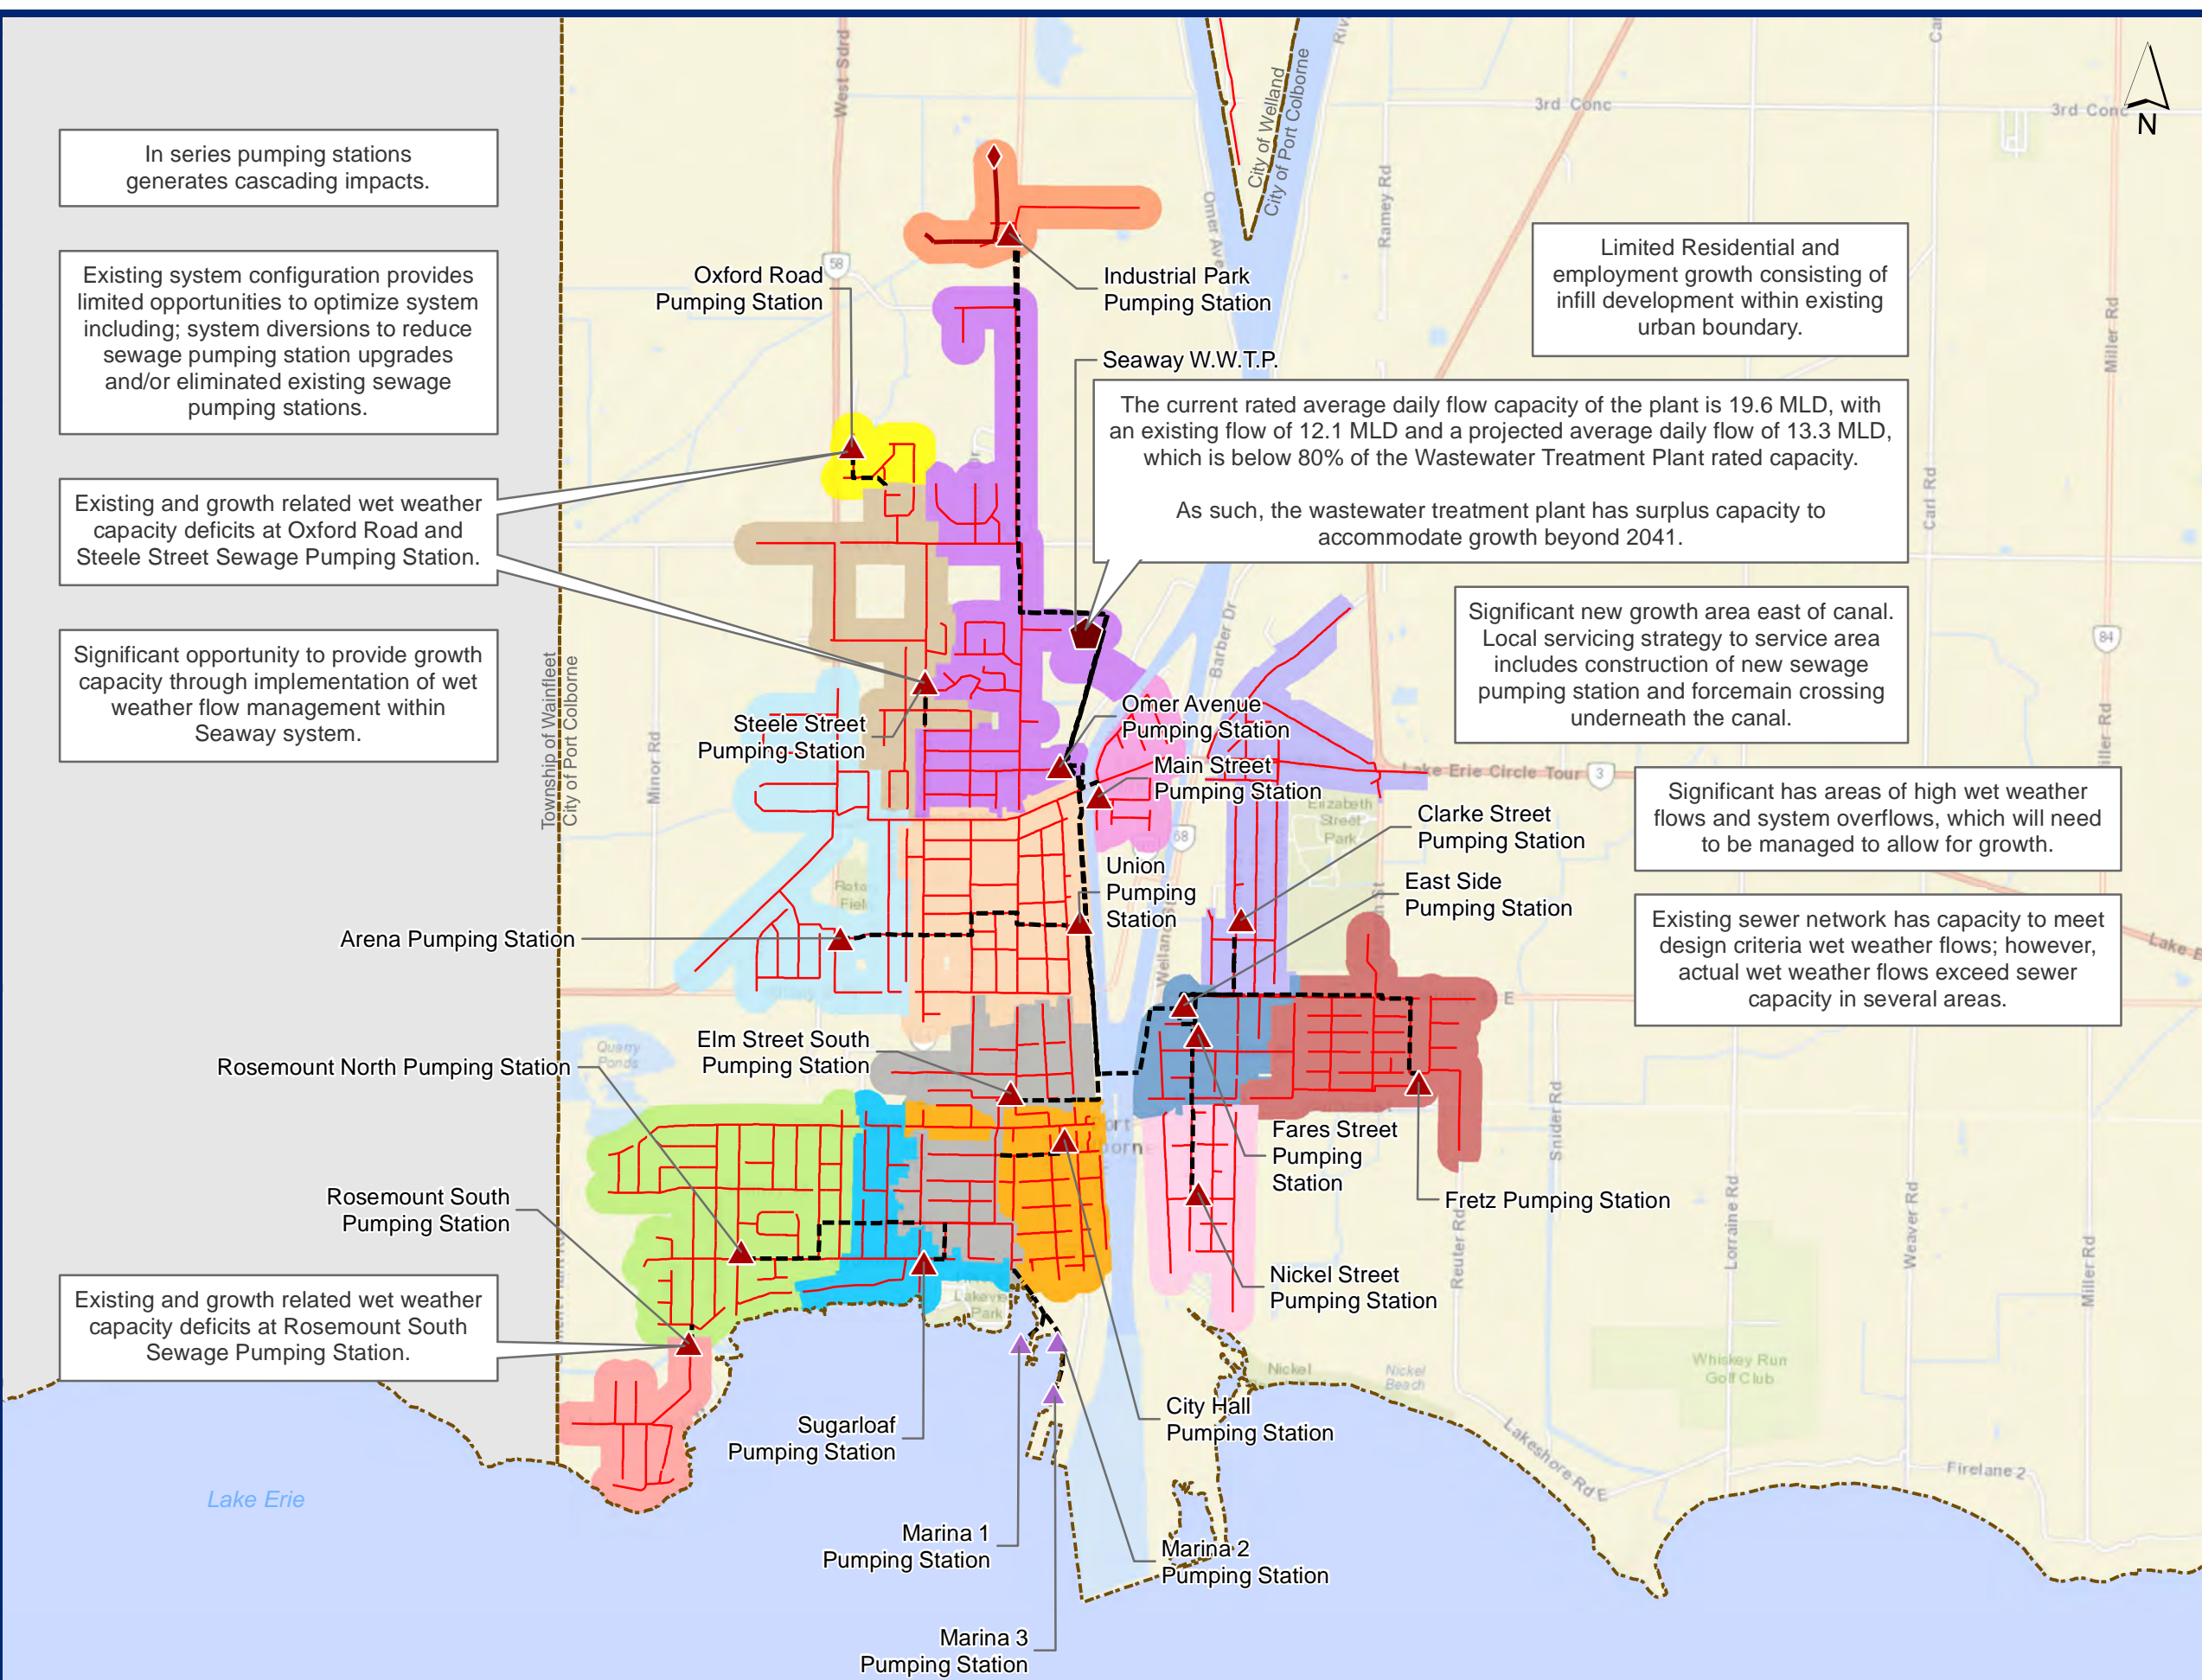 West Sdrd
3rd Conc
3rd Conc
N
City of Welland
City of Port Colborne
Omer Ave
Ramey Rd
In series pumping stations
generates cascading impacts.
Existing system configuration provides
limited opportunities to optimize system
including; system diversions to reduce
sewage pumping station upgrades
and/or eliminated existing sewage
pumping stations.
58
Oxford Road
Pumping Station
Industrial Park
Pumping Station
Limited Residential and
employment growth consisting of
infill development within existing
urban boundary.
Miller Rd
Seaway W.W.T.P.
The current rated average daily flow capacity of the plant is 19.6 MLD, with
an existing flow of 12.1 MLD and a projected average daily flow of 13.3 MLD,
which is below 80% of the Wastewater Treatment Plant rated capacity.
As such, the wastewater treatment plant has surplus capacity to
accommodate growth beyond 2041.
Carl Rd
Existing and growth related wet weather
capacity deficits at Oxford Road and
Steele Street Sewage Pumping Station.
Significant new growth area east of canal.
Local servicing strategy to service area
includes construction of new sewage
pumping station and forcemain crossing
underneath the canal.
84
Barber Dr
Significant opportunity to provide growth
capacity through implementation of wet
weather flow management within
Seaway system.
Township of Wainfleet
City of Port Colborne
Minor Rd
Steele Street
Pumping Station
Omer Avenue
Pumping Station
Main Street
Pumping Station
Lake Erie Circle Tour
3
Elizabeth
Street
Park
68
Significant has areas of high wet weather
flows and system overflows, which will need
to be managed to allow for growth.
Clarke Street
Pumping Station
Union
Pumping
Station
East Side
Pumping Station
Existing sewer network has capacity to meet
design criteria wet weather flows; however,
actual wet weather flows exceed sewer
capacity in several areas.
Arena Pumping Station
Elm Street South
Pumping Station
Quarry
Ponds
Rosemount North Pumping Station
Snider Rd
Fares Street
Pumping
Station
Fretz Pumping Station
Rosemount South
Pumping Station
Reuter Rd
Lorraine Rd
Weaver Rd
Miller Rd
Nickel Street
Pumping Station
Existing and growth related wet weather
capacity deficits at Rosemount South
Sewage Pumping Station.
Park
Nickel
Nickel
Beach
Whiskey Run
Golf Club
City Hall
Pumping Station
Sugarloaf
Pumping Station
Lakeshore Rd E
Firelane 2
Lake Erie
Marina 1
Pumping Station
Marina 2
Pumping Station
Marina 3
Pumping Station